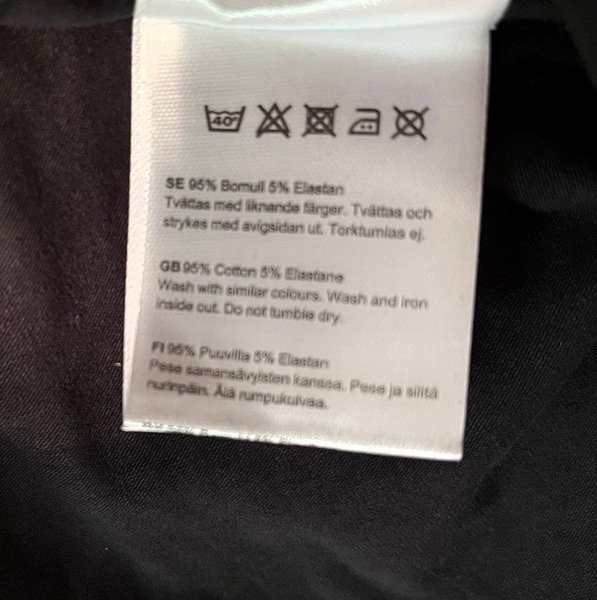 40°
SE 95% Bomull 5% Elastan
Tvättas med liknande färger. Tvättas och
strykes med avigsidan ut. Torktumlas ej.
GB 95% Cotton 5% Elastane
Wash with similar colours. Wash and iron
inside out. Do not tumble dry.
FI 95% Puuvilla 5% Elastan
Pese samansävyisten kanssa. Pese ja silitä
nurinpäin. Älä rumpukuivaa.